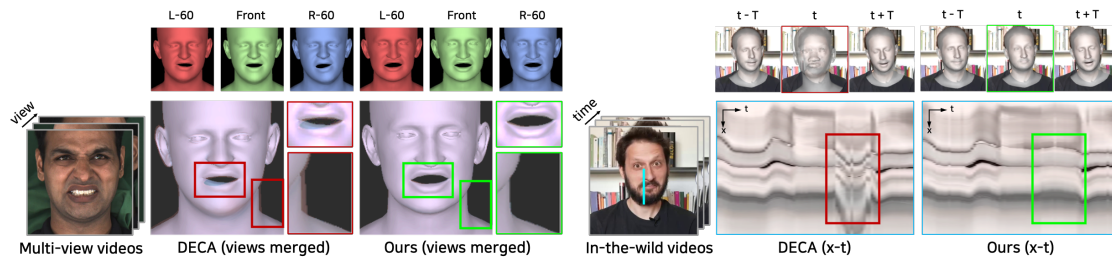 L-60 Front R-60 L-60 Front R-60
view
Multi-view videos
DECA (views merged)
Ours (views merged)
t - T t t + T t - T t t + T
time
t
x
t
x
In-the-wild videos
DECA (x-t)
Ours (x-t)